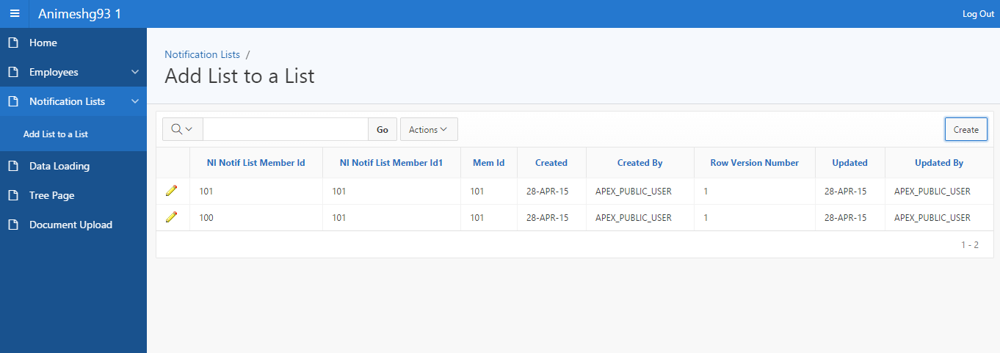 Animeshg93 1
Log Out
Home
Employees
Notification Lists
Add List to a List
Data Loading
Tree Page
Document Upload
Notification Lists /
Add List to a List
Go Actions Create
NI Notif List Member Id NI Notif List Member Id1 Mem Id Created Created By Row Version Number Updated Updated By
101 101 101 28-APR-15 APEX_PUBLIC_USER 1 28-APR-15 APEX_PUBLIC_USER
100 101 101 28-APR-15 APEX_PUBLIC_USER 1 28-APR-15 APEX_PUBLIC_USER
1 - 2